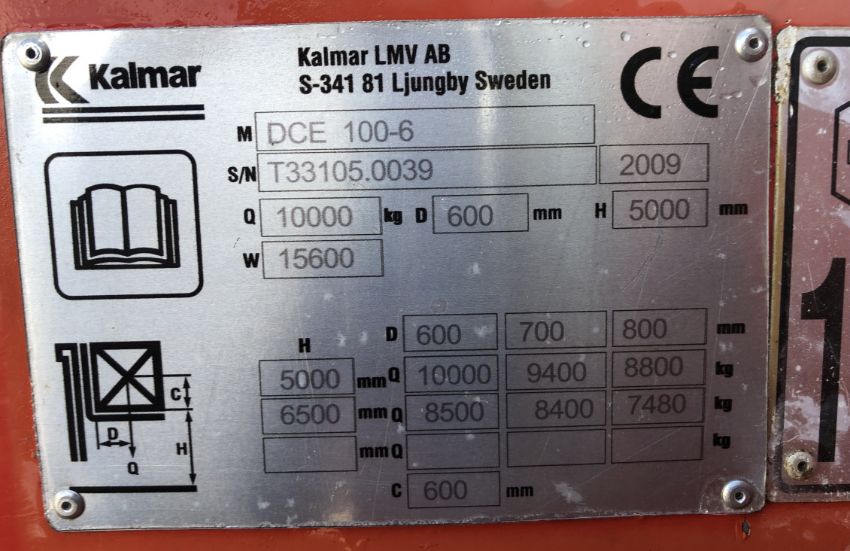 Kalmar
Kalmar LMV AB
S-341 81 Ljungby Sweden
CE
M DCE 100-6
S/N T33105.0039 2009
Q 10000 kg D 600 mm H 5000 mm
W 15600
H D 600 700 800 mm
5000 mm Q 10000 9400 8800 kg
6500 mm Q 8500 8400 7480 kg
mm Q kg
C 600 mm
C
D
H
Q
1